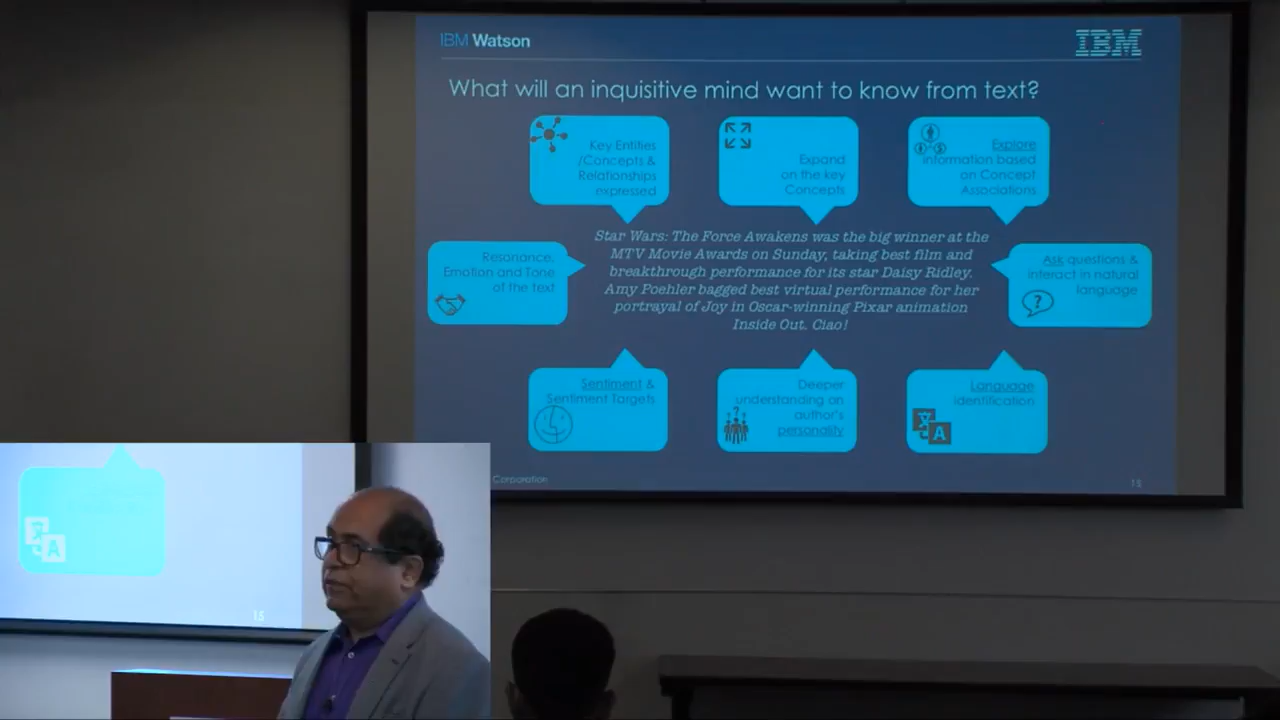 IBM Watson
IBM
What will an inquisitive mind want to know from text?
Key Entities
/Concepts &
Relationships
expressed
Expand
on the key
Concepts
Explore
information based
on Concept
Associations
Resonance,
Emotion and Tone
of the text
Star Wars: The Force Awakens was the big winner at the
MTV Movie Awards on Sunday, taking best film and
breakthrough performance for its star Daisy Ridley.
Amy Poehler bagged best virtual performance for her
portrayal of Joy in Oscar-winning Pixar animation
Inside Out. Ciao!
Ask questions &
interact in natural
language
?
Sentiment &
Sentiment Targets
Deeper
understanding an
author's
personality
Language
identification
A
Corporation
15
A
15